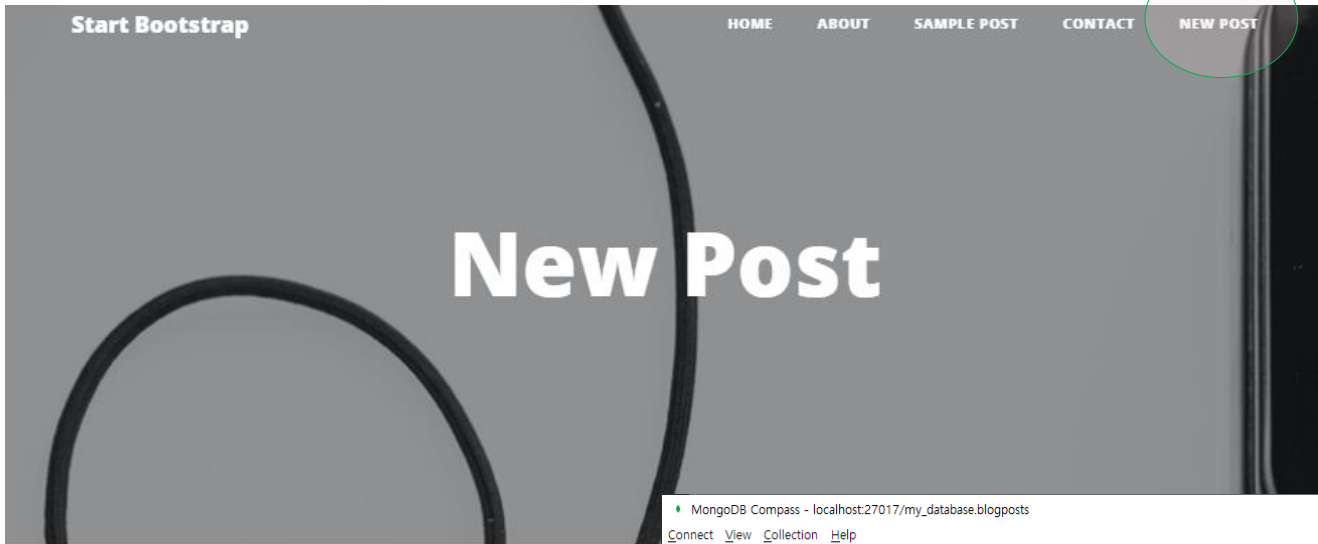 Start Bootstrap HOME ABOUT SAMPLE POST CONTACT NEW POST
New Post
MongoDB Compass - localhost:27017/my_database.blogposts
Connect View Collection Help